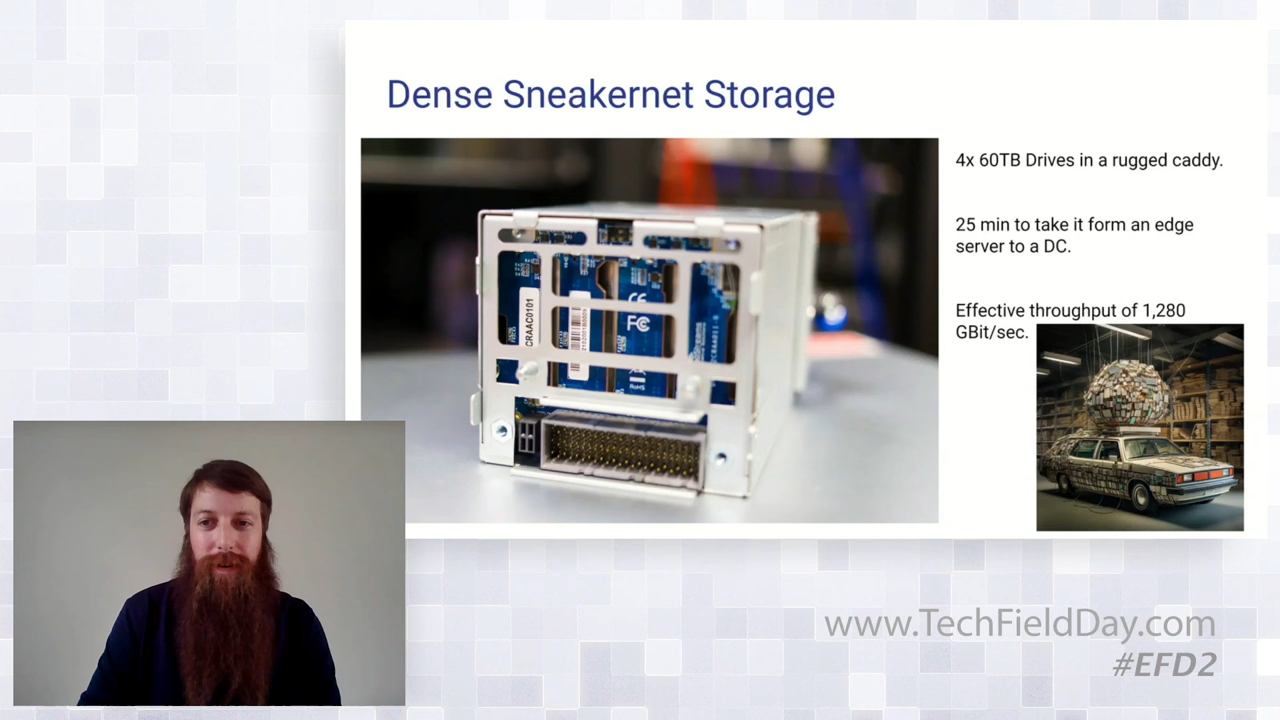 Dense Sneakernet Storage
4x 60TB Drives in a rugged caddy.
25 min to take it form an edge
server to a DC.
Effective throughput of 1,280
GBit/sec.
CRAAC0101
FC
RoHS
www.TechFieldDay.com
#EFD2